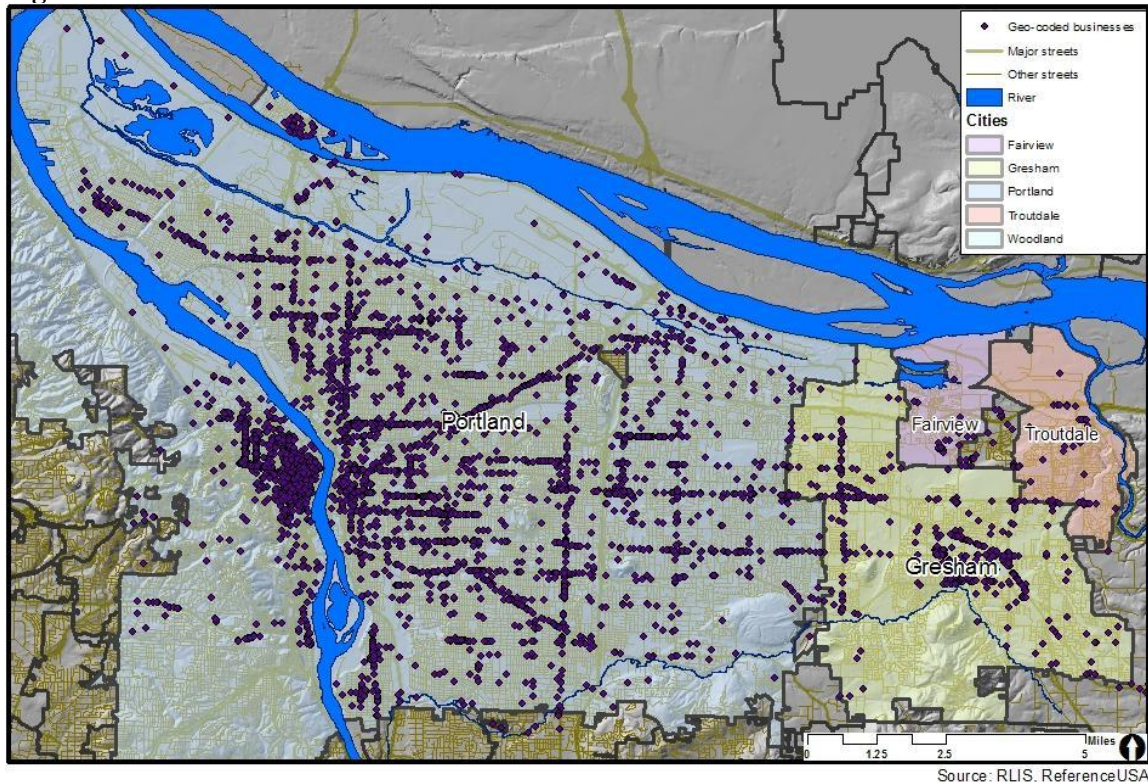 Geo-coded businesses
Major streets
Other streets
River
Cities
Fairview
Gresham
Portland
Troutdale
Woodland
Portland
Fairview
Troutdale
Gresham
Miles
0 1.25 2.5 5
Source: RLIS, ReferenceUSA